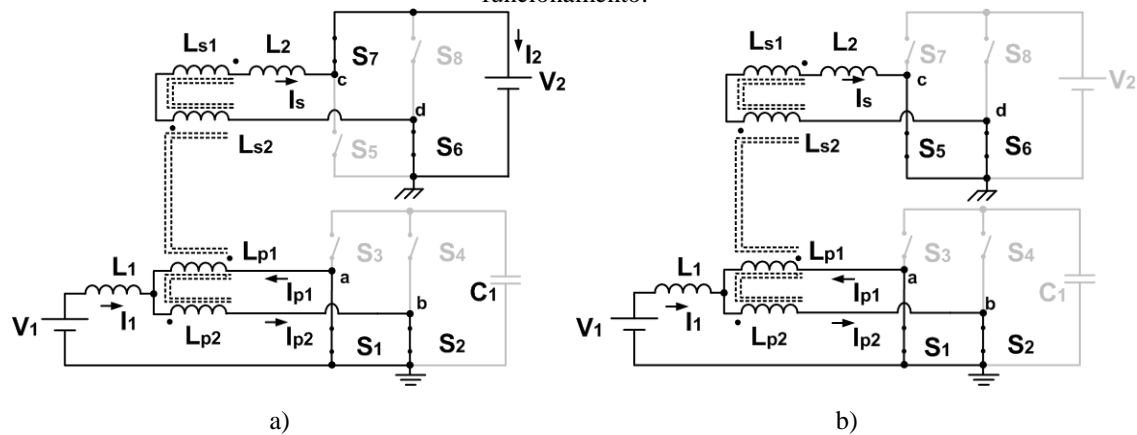 funcionamento.
Ls1 L2 S7 S8 I2
c V2
Is
d
Ls2 S5 S6
Lp1 S3 S4
L1 a C1
Ip1
V1 I1 b
Lp2 Ip2 S1 S2
a)
Ls1 L2 S7 S8
c V2
Is
d
Ls2 S5 S6
Lp1 S3 S4
L1 a C1
Ip1
V1 I1 b
Lp2 Ip2 S1 S2
b)